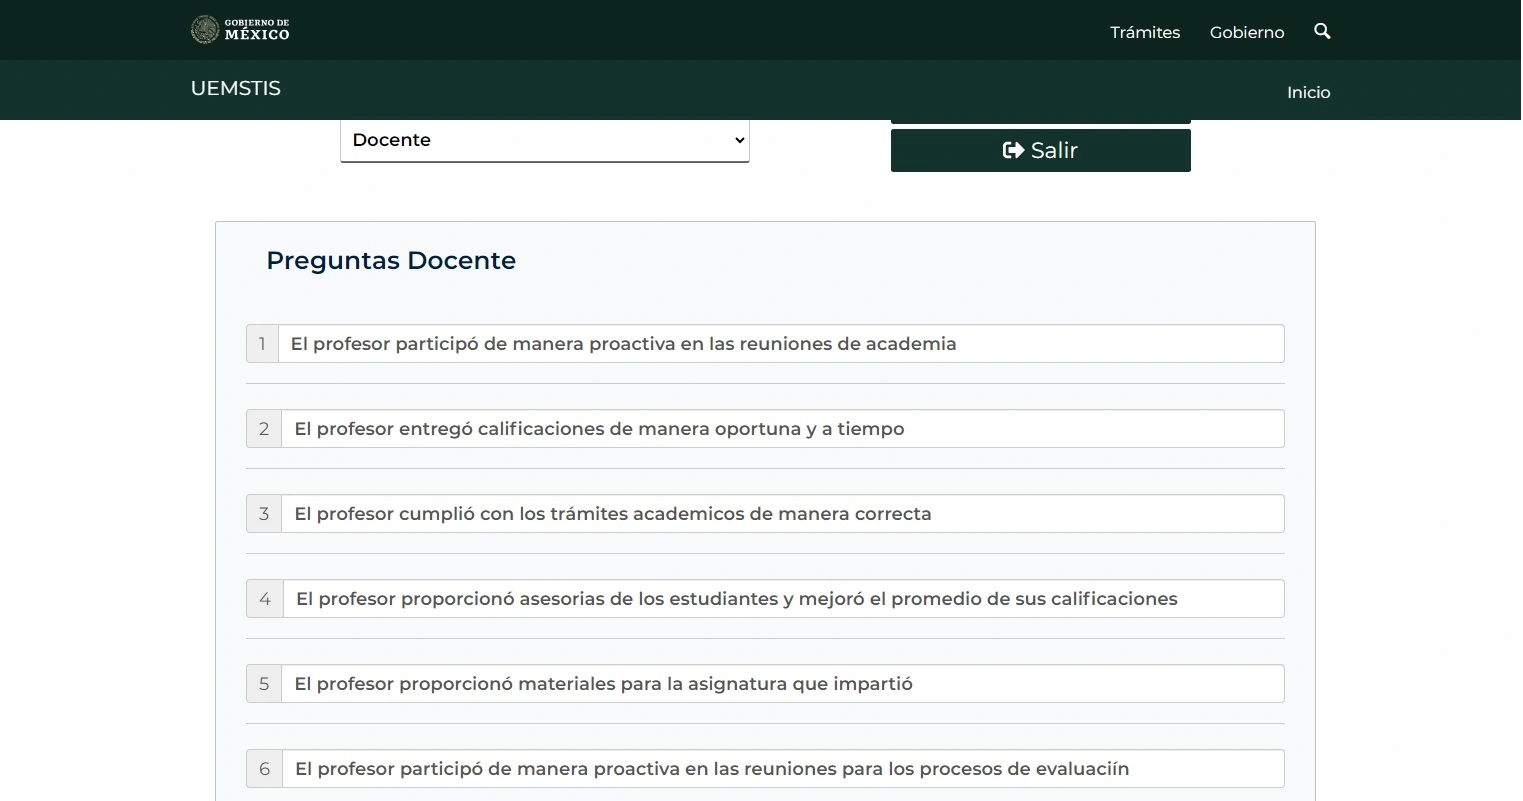 GOBIERNO DE
MÉXICO
Trámites
Gobierno
UEMSTIS
Inicio
Docente
Salir
Preguntas Docente
1 El profesor participó de manera proactiva en las reuniones de academia
2 El profesor entregó calificaciones de manera oportuna y a tiempo
3 El profesor cumplió con los trámites academicos de manera correcta
4 El profesor proporcionó asesorias de los estudiantes y mejoró el promedio de sus calificaciones
5 El profesor proporcionó materiales para la asignatura que impartió
6 El profesor participó de manera proactiva en las reuniones para los procesos de evaluaciín